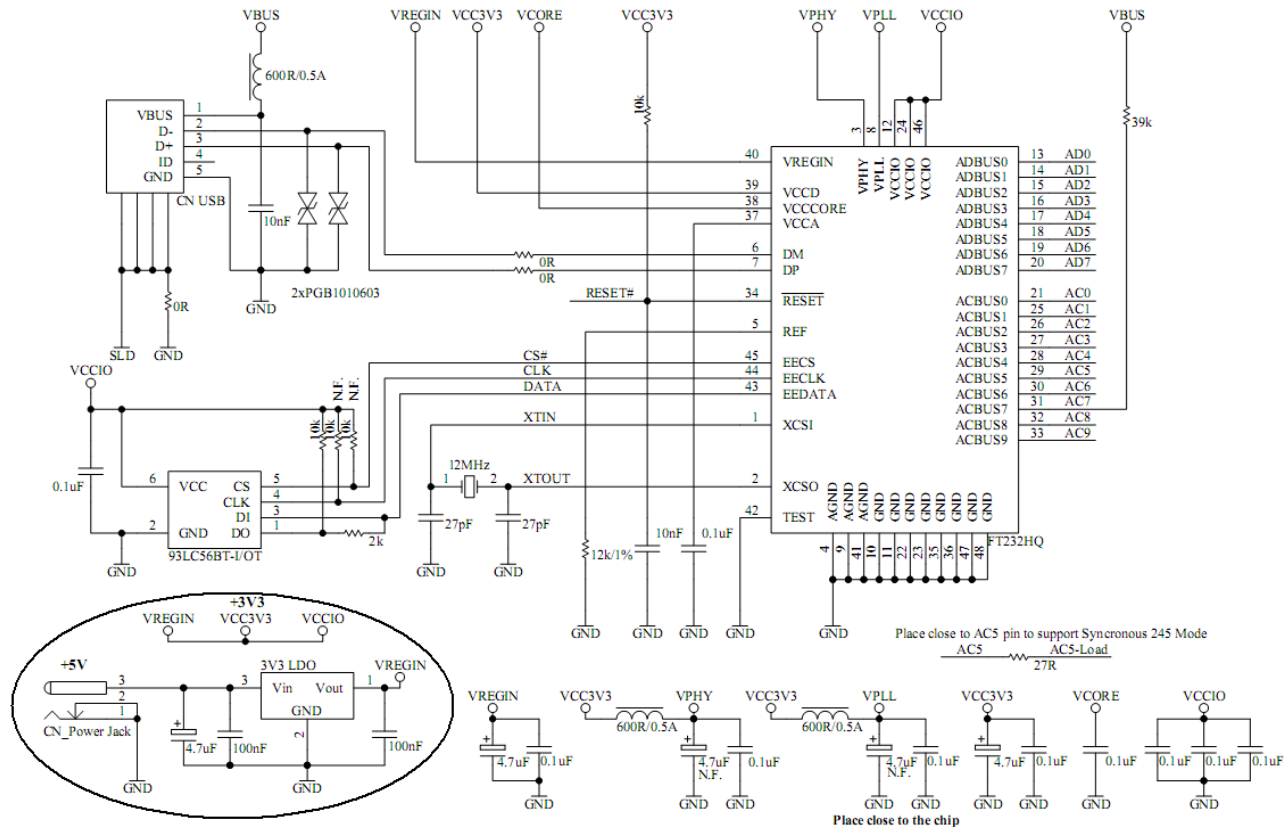 VBUS VREGIN VCC3V3 VCORE VCC3V3 VPHY VPLL VCCIO VBUS
600R/0.5A
10k
39k
VBUS 1
D- 2
D+ 3
ID 4
GND 5
CN USB
10nF
2xPGB1010603
0R
SLD GND GND
0R
0R
RESET#
CS#
CLK
DATA
XTIN
XTOUT
3 8 12 24 46
VPHY VPLL VCCIO VCCIO VCCIO
40 VREGIN
39 VCCD
38 VCCCORE
37 VCCA
6 DM
7 DP
34 RESET
5 REF
45 EECS
44 EECLK
43 EEDATA
1 XCSI
2 XCSO
42 TEST
ADBUS0 13 AD0
ADBUS1 14 AD1
ADBUS2 15 AD2
ADBUS3 16 AD3
ADBUS4 17 AD4
ADBUS5 18 AD5
ADBUS6 19 AD6
ADBUS7 20 AD7
ACBUS0 21 AC0
ACBUS1 25 AC1
ACBUS2 26 AC2
ACBUS3 27 AC3
ACBUS4 28 AC4
ACBUS5 29 AC5
ACBUS6 30 AC6
ACBUS7 31 AC7
ACBUS8 32 AC8
ACBUS9 33 AC9
AGND AGND AGND GND GND GND GND GND GND GND GND
4 9 41 10 11 22 23 35 36 47 48
FT232HQ
GND
VCCIO
N.F. N.F.
10k 10k 10k
0.1uF
6 VCC CS 5
CLK 4
DI 3
2 GND DO 1
93LC56BT-I/OT
2k
GND
12MHz
1 2
27pF 27pF
GND GND
12k/1%
10nF
0.1uF
GND GND GND GND
+3V3
VREGIN VCC3V3 VCCIO
+5V
3V3 LDO
VREGIN
3
2
1
3 Vin Vout 1
GND
2
CN_Power Jack
4.7uF 100nF 100nF
GND GND
Place close to AC5 pin to support Syncronous 245 Mode
AC5 AC5-Load
27R
VREGIN VCC3V3 VPHY VCC3V3 VPLL VCC3V3 VCORE VCCIO
600R/0.5A 600R/0.5A
+ 4.7uF 0.1uF
+ 4.7uF N.F. 0.1uF
+ 4.7uF N.F. 0.1uF
+ 4.7uF 0.1uF
0.1uF
0.1uF 0.1uF 0.1uF
GND GND GND GND GND GND GND GND GND
Place close to the chip